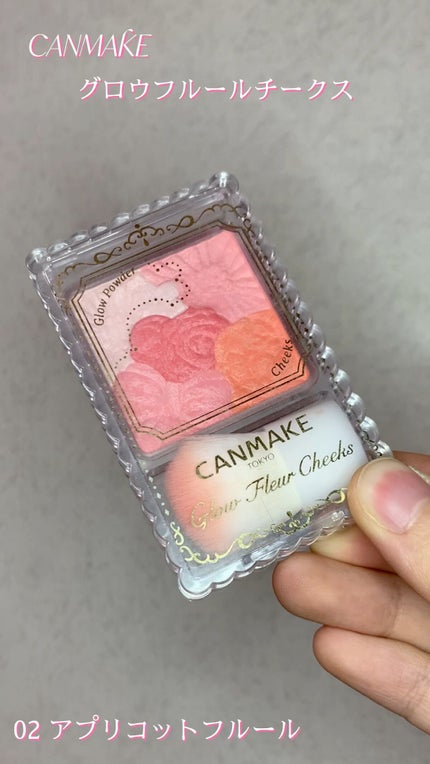 CANMAKE
グロウフルールチークス
Glow Powder
Cheeks
CANMAKE
TOKYO
Glow Fleur Cheeks
02 アプリコットフルール